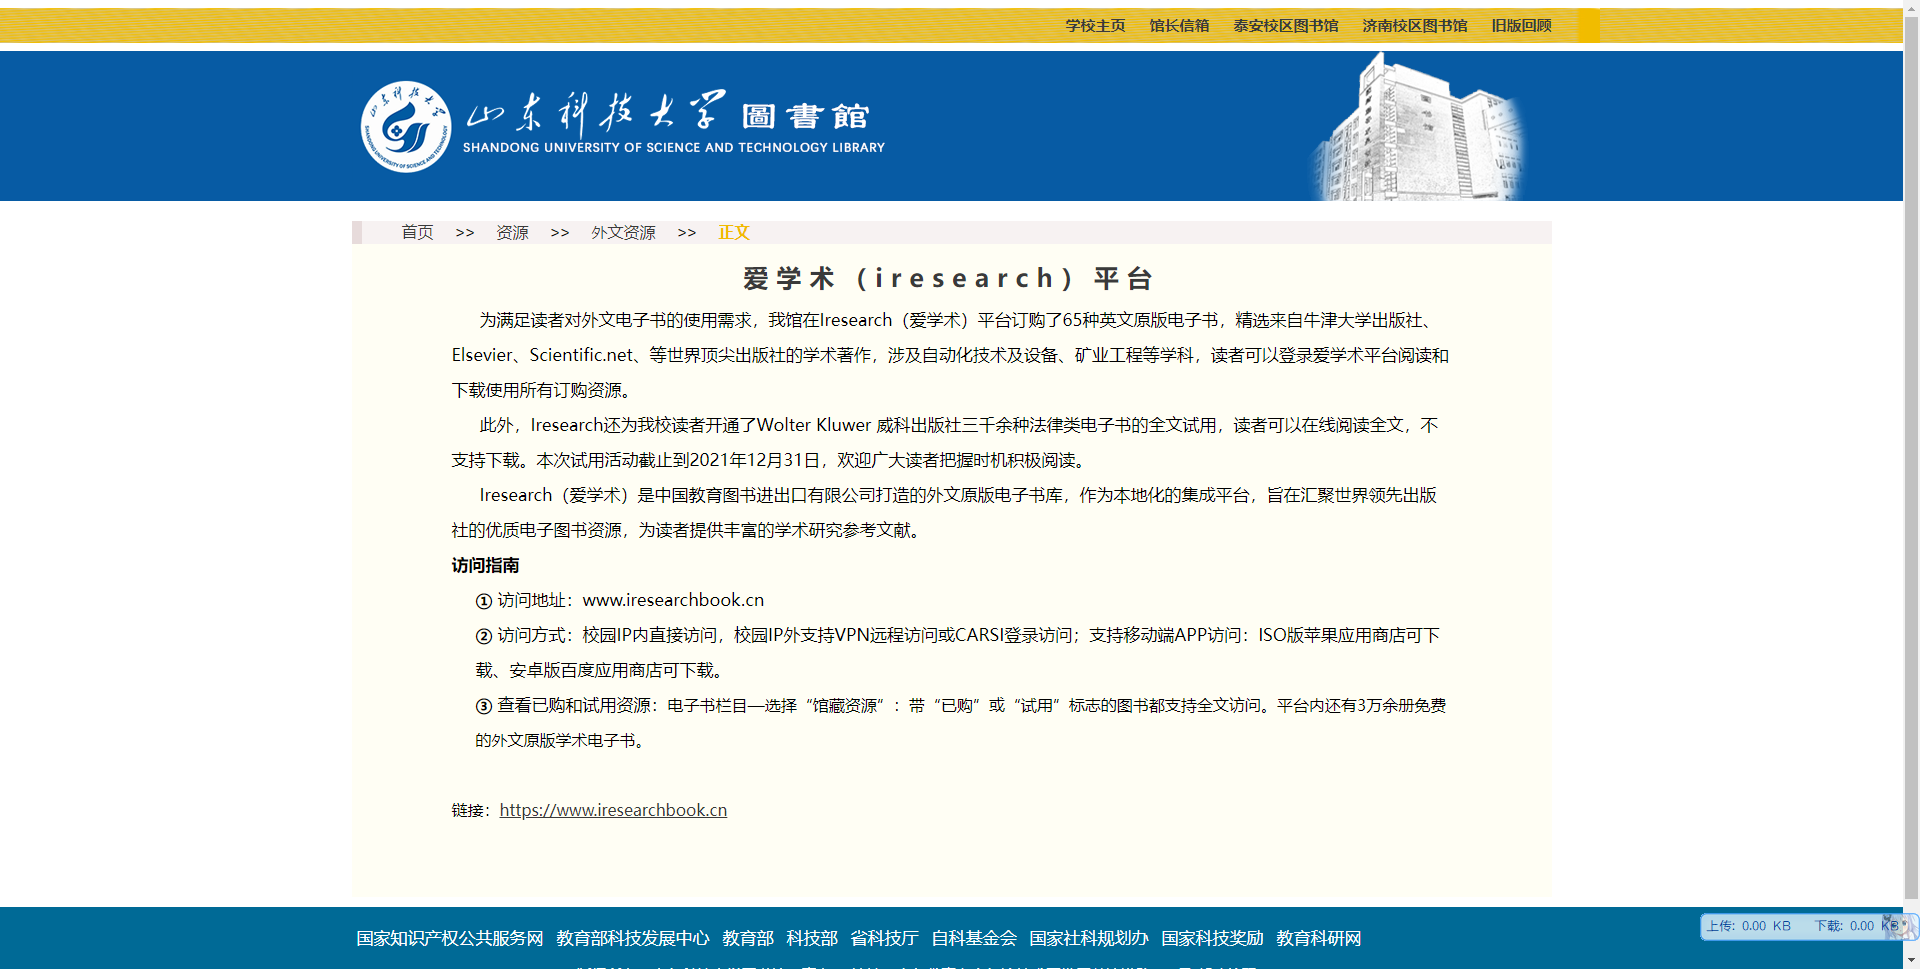 学校主页 馆长信箱 泰安校区图书馆 济南校区图书馆 旧版回顾
山东科技大学 圖書館
SHANDONG UNIVERSITY OF SCIENCE AND TECHNOLOGY LIBRARY
首页 >> 资源 >> 外文资源 >> 正文
爱学术（iresearch）平台
为满足读者对外文电子书的使用需求，我馆在Iresearch（爱学术）平台订购了65种英文原版电子书，精选来自牛津大学出版社、
Elsevier、Scientific.net、等世界顶尖出版社的学术著作，涉及自动化技术及设备、矿业工程等学科，读者可以登录爱学术平台阅读和
下载使用所有订购资源。
此外，Iresearch还为我校读者开通了Wolter Kluwer 威科出版社三千余种法律类电子书的全文试用，读者可以在线阅读全文，不
支持下载。本次试用活动截止到2021年12月31日，欢迎广大读者把握时机积极阅读。
Iresearch（爱学术）是中国教育图书进出口有限公司打造的外文原版电子书库，作为本地化的集成平台，旨在汇聚世界领先出版
社的优质电子图书资源，为读者提供丰富的学术研究参考文献。
访问指南
① 访问地址：www.iresearchbook.cn
② 访问方式：校园IP内直接访问，校园IP外支持VPN远程访问或CARSI登录访问；支持移动端APP访问：ISO版苹果应用商店可下
载、安卓版百度应用商店可下载。
③ 查看已购和试用资源：电子书栏目—选择“馆藏资源”：带“已购”或“试用”标志的图书都支持全文访问。平台内还有3万余册免费
的外文原版学术电子书。
链接：https://www.iresearchbook.cn
国家知识产权公共服务网 教育部科技发展中心 教育部 科技部 省科技厅 自科基金会 国家社科规划办 国家科技奖励 教育科研网
上传: 0.00 KB 下载: 0.00 KB